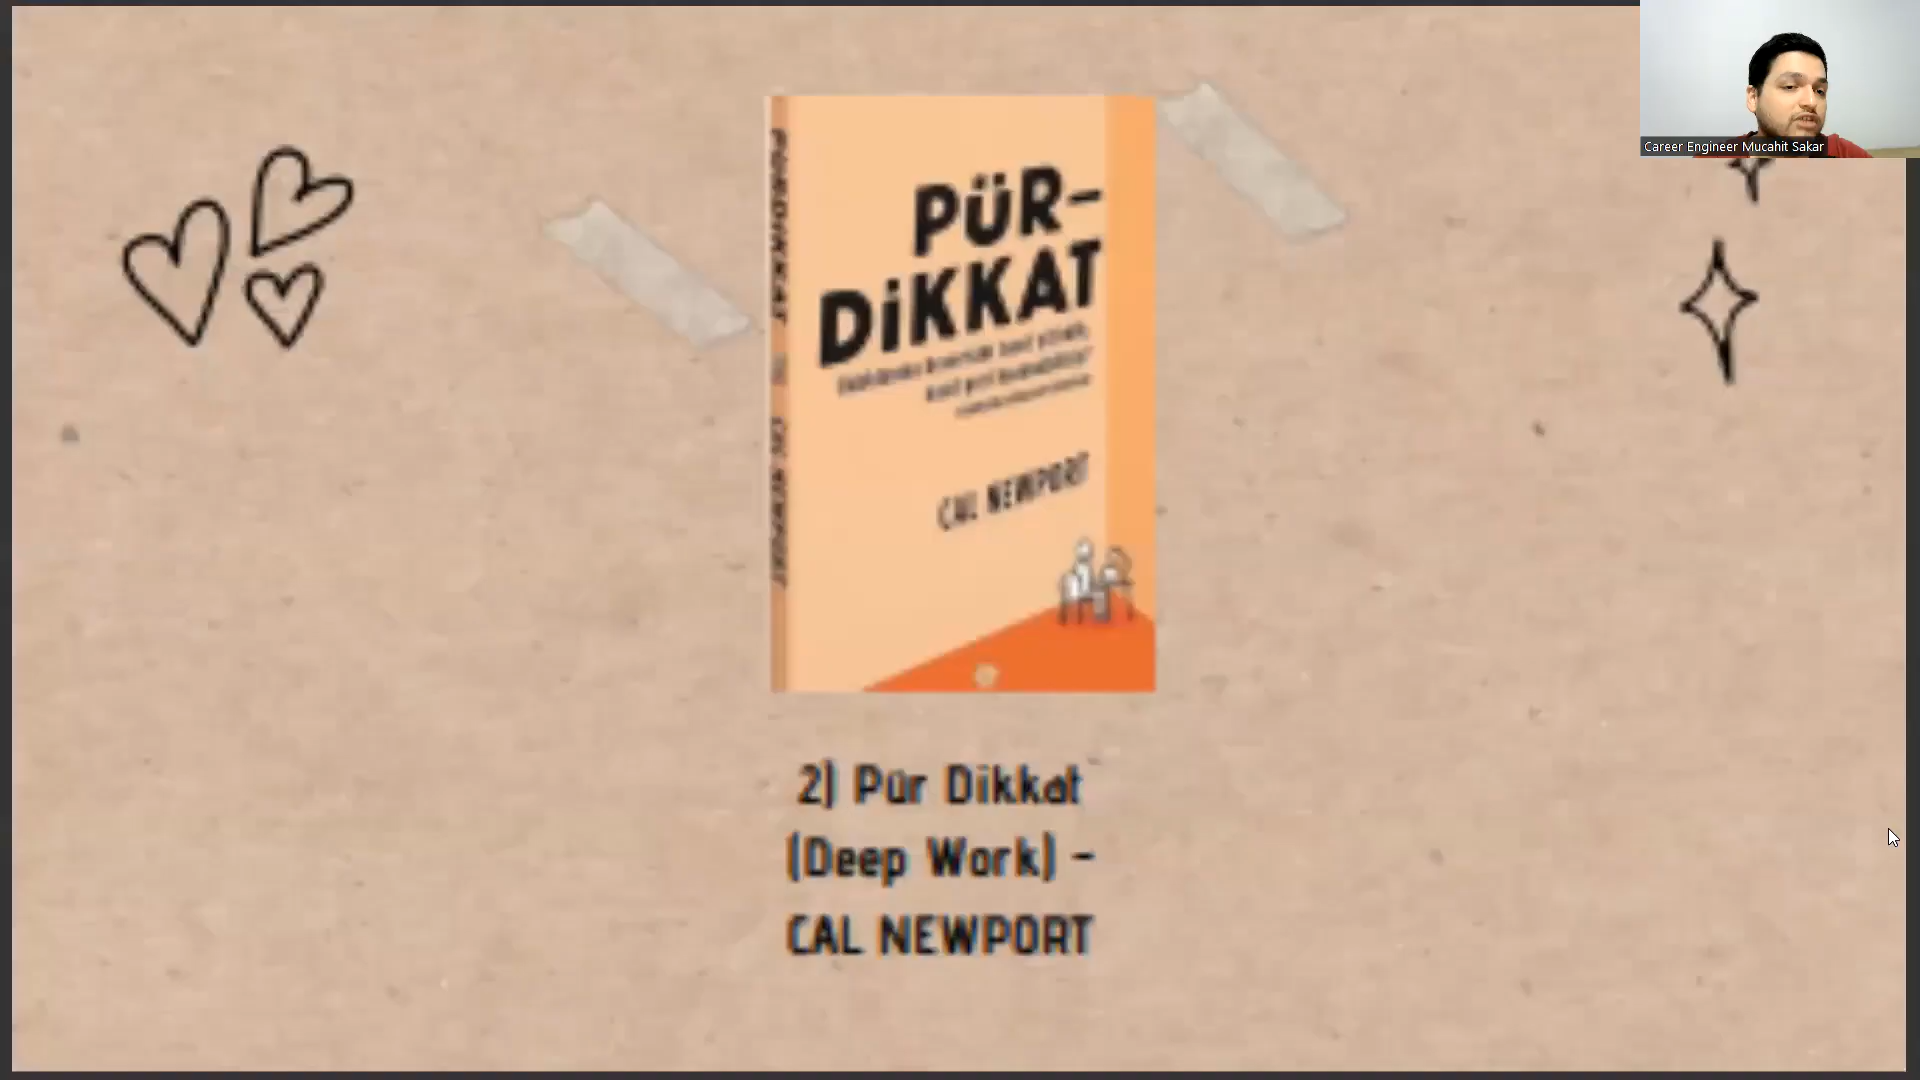 Career Engineer Mucahit Sakar
PÜR-
DİKKAT
CAL NEWPORT
PÜR-DİKKAT
CAL NEWPORT
2) Pür Dikkat
(Deep Work) -
CAL NEWPORT